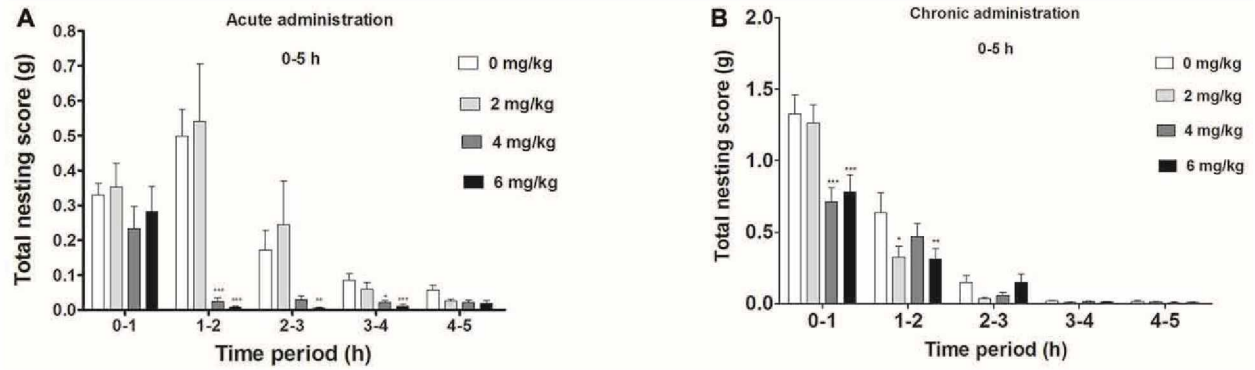 A
Acute administration
0-5 h
Total nesting score (g)
0.8
0.7
0.6
0.5
0.4
0.3
0.2
0.1
0.0
0 mg/kg
2 mg/kg
4 mg/kg
6 mg/kg
*** ***
**
* ***
0-1 1-2 2-3 3-4 4-5
Time period (h)
B
Chronic administration
0-5 h
Total nesting score (g)
2.0
1.5
1.0
0.5
0.0
0 mg/kg
2 mg/kg
4 mg/kg
6 mg/kg
*** ***
* **
0-1 1-2 2-3 3-4 4-5
Time period (h)